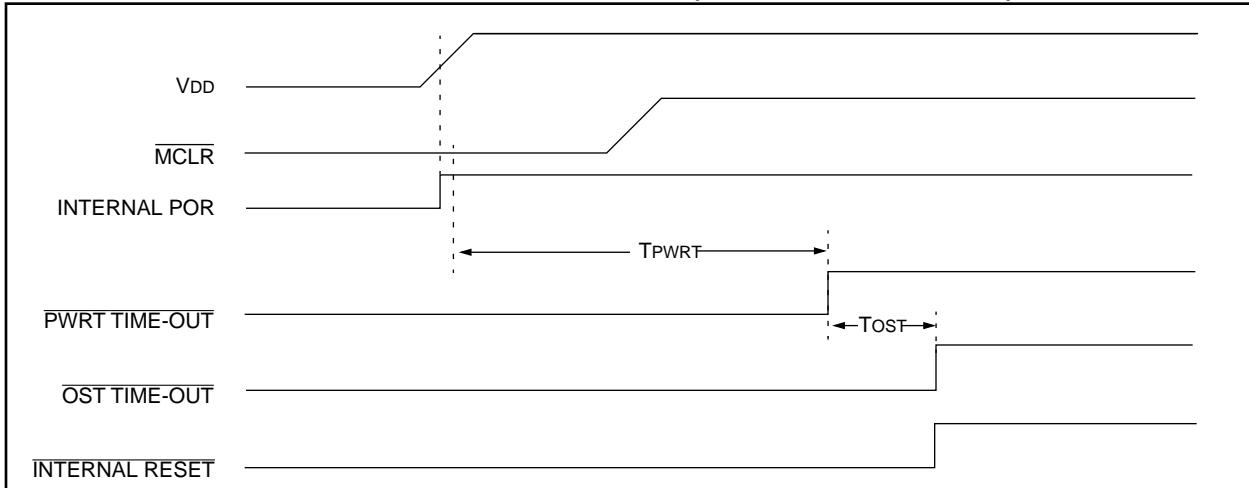 VDD
MCLR
INTERNAL POR
TPWRT
PWRT TIME-OUT
TOST
OST TIME-OUT
INTERNAL RESET